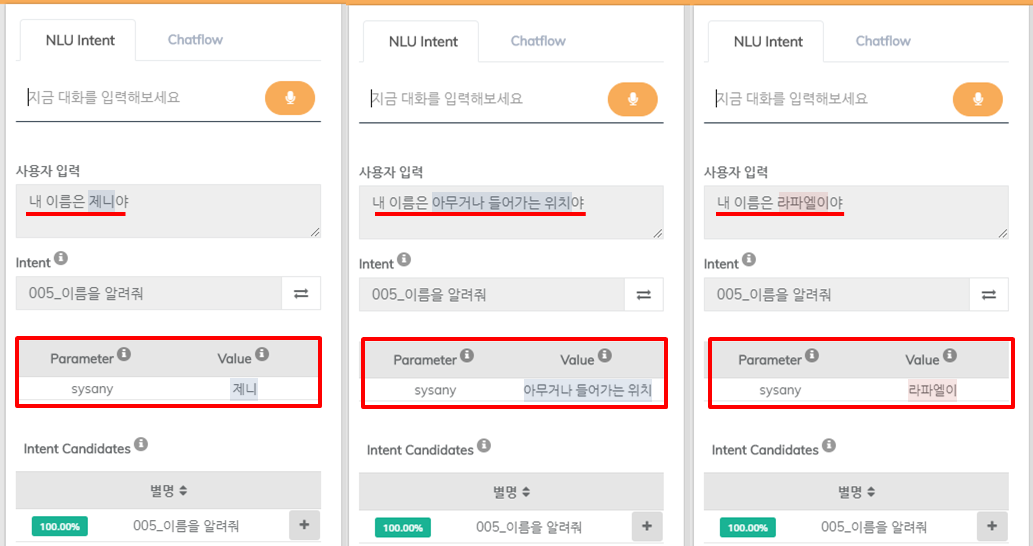 NLU Intent Chatflow
지금 대화를 입력해보세요
사용자 입력
내 이름은 제니야
Intent
005_이름을 알려줘
Parameter Value
sysany 제니
Intent Candidates
별명
100.00% 005_이름을 알려줘 +
NLU Intent Chatflow
지금 대화를 입력해보세요
사용자 입력
내 이름은 아무거나 들어가는 위치야
Intent
005_이름을 알려줘
Parameter Value
sysany 아무거나 들어가는 위치
Intent Candidates
별명
100.00% 005_이름을 알려줘 +
NLU Intent Chatflow
지금 대화를 입력해보세요
사용자 입력
내 이름은 라파엘이야
Intent
005_이름을 알려줘
Parameter Value
sysany 라파엘이
Intent Candidates
별명
100.00% 005_이름을 알려줘 +